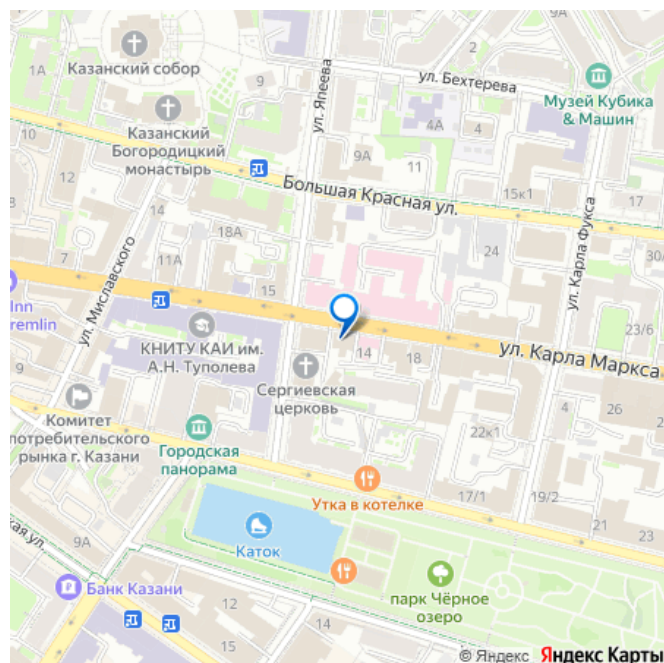 Казанский собор
1А
9
2
ул. Бехтерева
Музей Кубика
& Машин
ул. Япеева
Казанский
Богородицкий
монастырь
10
12
4А
4
9А
11
Большая Красная ул.
15к1
17
14
18А
11А
7
15
24
30/
ул. Миславского
ул. Карла Фукса
Inn
remlin
КНИТУ КАИ им.
А.Н. Туполева
23/6
14
18
ул. Карла Маркса
9
Сергиевская
церковь
Комитет
потребительского
рынка г. Казани
Городская
панорама
4
26
22к1
Утка в котелке
17/1
19/2
21
23
кая ул.
9А
Каток
парк Чёрное
озеро
Банк Казани
12
15
© Яндекс Яндекс Карты